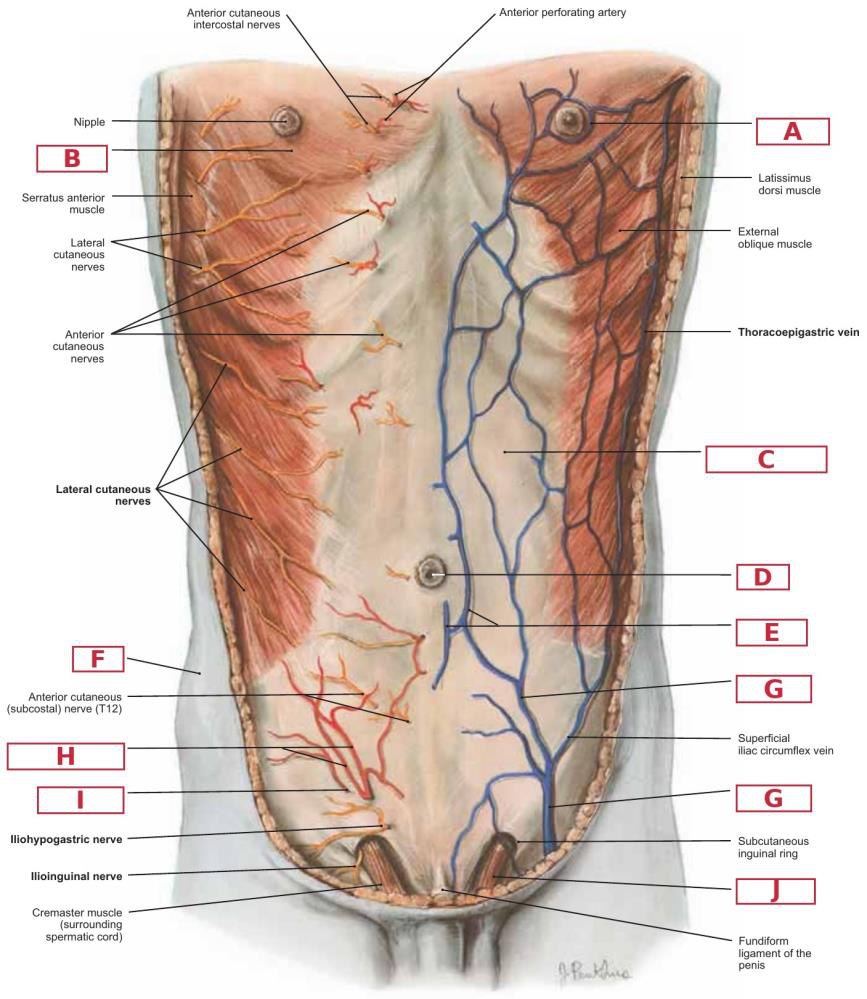 Anterior cutaneous
intercostal nerves
Anterior perforating artery
Nipple
B
Serratus anterior
muscle
Lateral
cutaneous
nerves
Anterior
cutaneous
nerves
Lateral cutaneous
nerves
F
Anterior cutaneous
(subcostal) nerve (T12)
H
I
Iliohypogastric nerve
Ilioinguinal nerve
Cremaster muscle
(surrounding
spermatic cord)
A
Latissimus
dorsi muscle
External
oblique muscle
Thoracoepigastric vein
C
D
E
G
Superficial
iliac circumflex vein
G
Subcutaneous
inguinal ring
J
Fundiform
ligament of the
penis